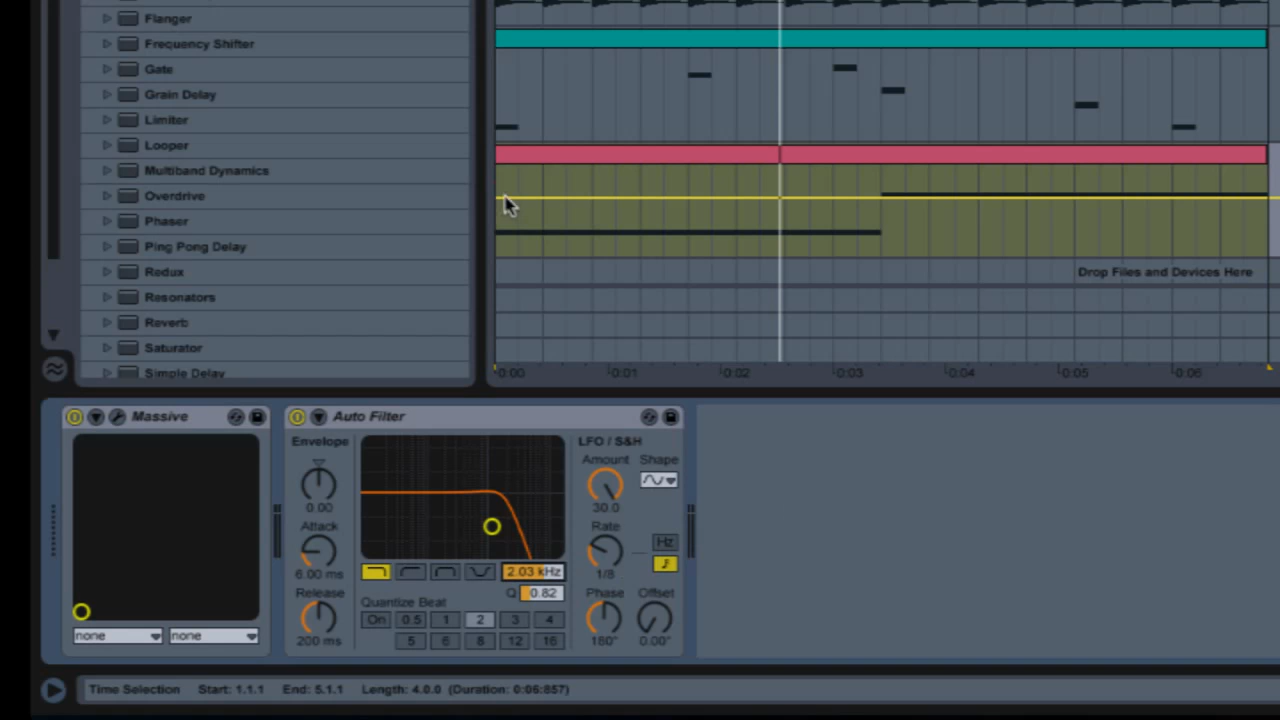 Flanger
Frequency Shifter
Gate
Grain Delay
Limiter
Looper
Multiband Dynamics
Overdrive
Phaser
Ping Pong Delay
Redux
Resonators
Reverb
Saturator
Simple Delay
Drop Files and Devices Here
0:00 0:01 0:02 0:03 0:04 0:05 0:06
Massive
none none
Auto Filter
Envelope
0.00
Attack
6.00 ms
Release
200 ms
2.03 kHz
Q 0.82
Quantize Beat
On 0.5 1 2 3 4
5 6 8 12 16
LFO / S&H
Amount Shape
30.0
Rate
Hz
1/8
Phase Offset
180° 0.00°
Time Selection Start: 1.1.1 End: 5.1.1 Length: 4.0.0 (Duration: 0:06:857)